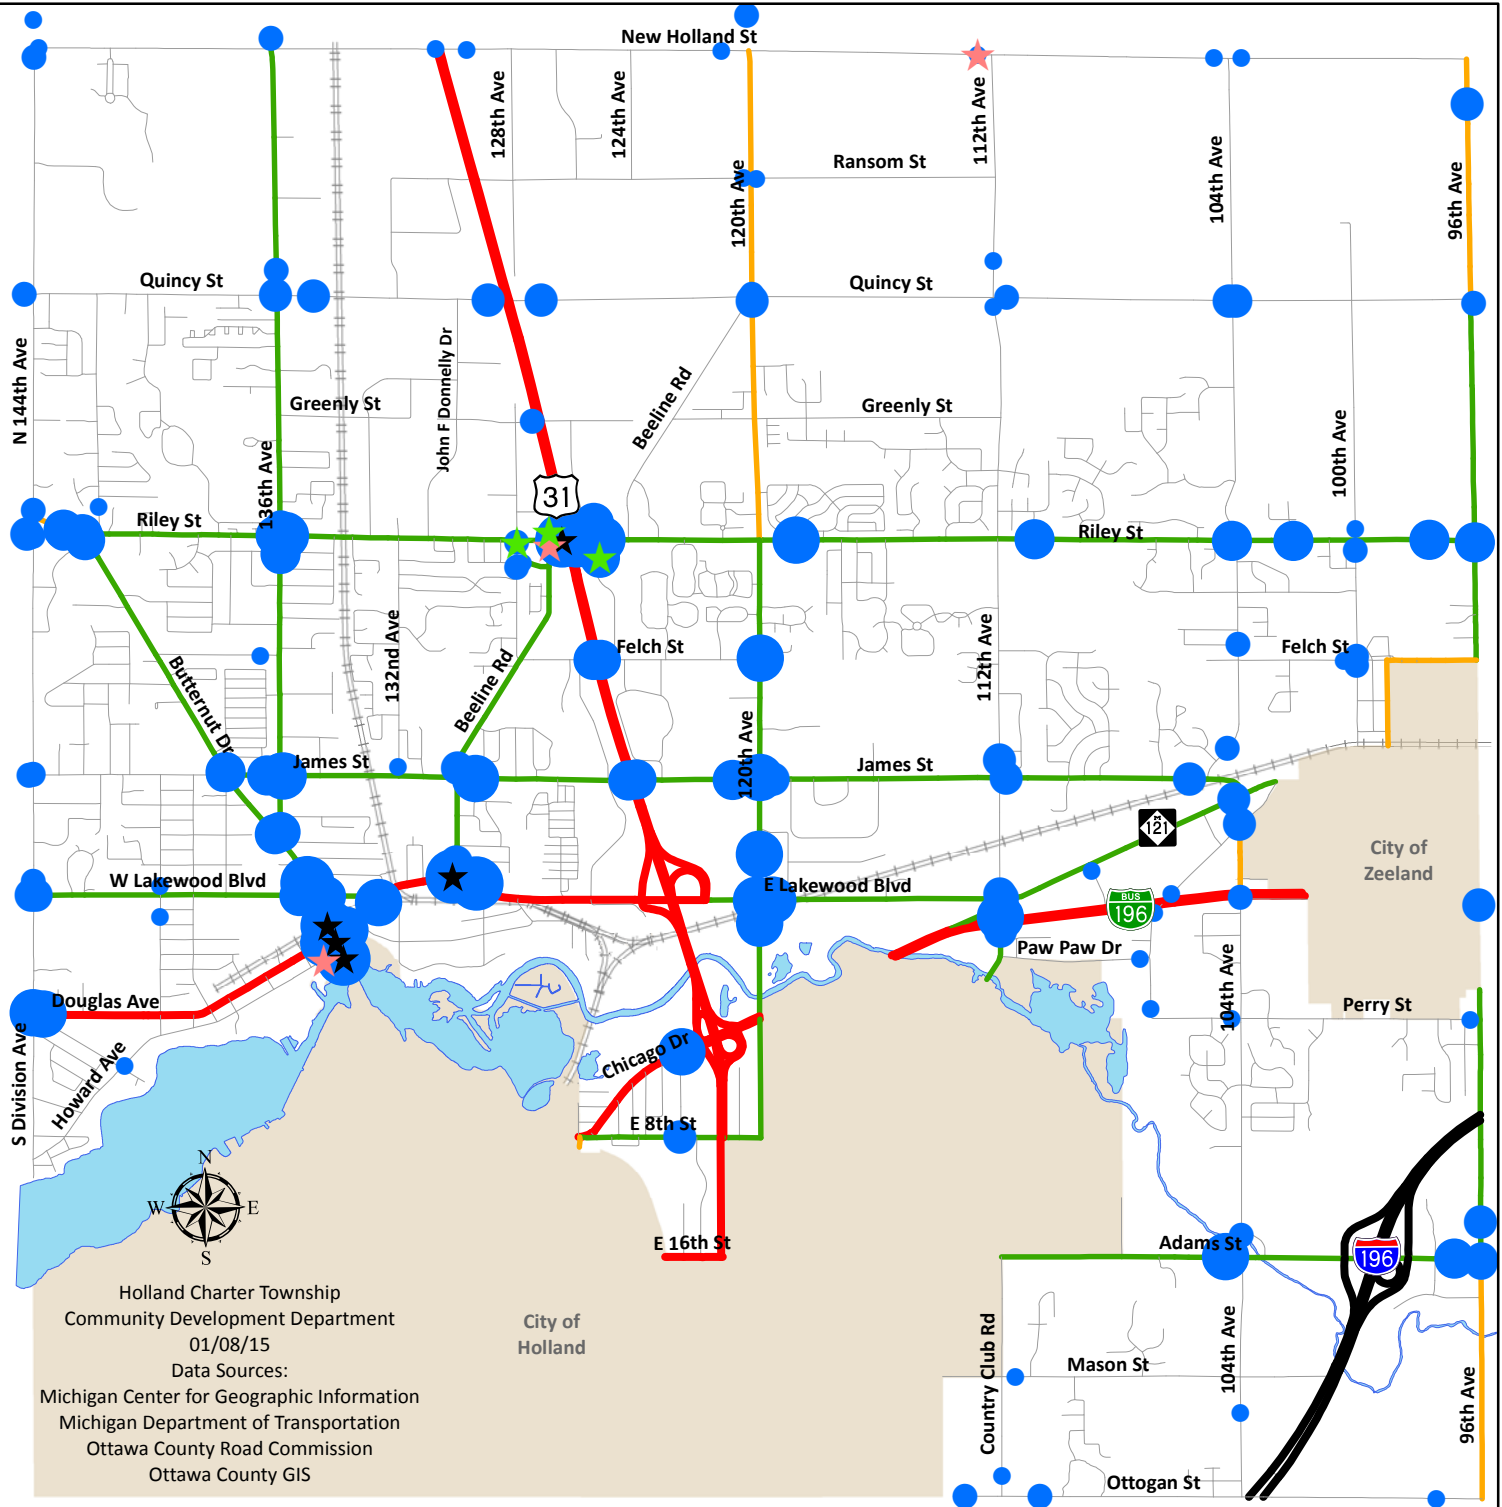 New Holland St
128th Ave
124th Ave
112th Ave
Ransom St
120th Ave
104th Ave
96th Ave
Quincy St
Quincy St
N 144th Ave
John F Donnelly Dr
Beeline Rd
Greenly St
Greenly St
136th Ave
100th Ave
31
Riley St
Riley St
132nd Ave
Butternut Dr
Beeline Rd
Felch St
112th Ave
Felch St
James St
120th Ave
James St
M
121
City of
Zeeland
W Lakewood Blvd
E Lakewood Blvd
BUS
196
Paw Paw Dr
104th Ave
Douglas Ave
Perry St
S Division Ave
Howard Ave
Chicago Dr
E 8th St
N
W
E
S
E 16th St
Adams St
196
Holland Charter Township
Community Development Department
01/08/15
Data Sources:
Michigan Center for Geographic Information
Michigan Department of Transportation
Ottawa County Road Commission
Ottawa County GIS
City of
Holland
Country Club Rd
Mason St
104th Ave
96th Ave
Ottogan St